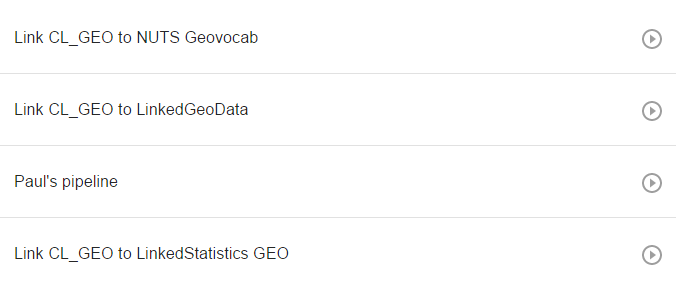 Link CL_GEO to NUTS Geovocab
Link CL_GEO to LinkedGeoData
Paul's pipeline
Link CL_GEO to LinkedStatistics GEO